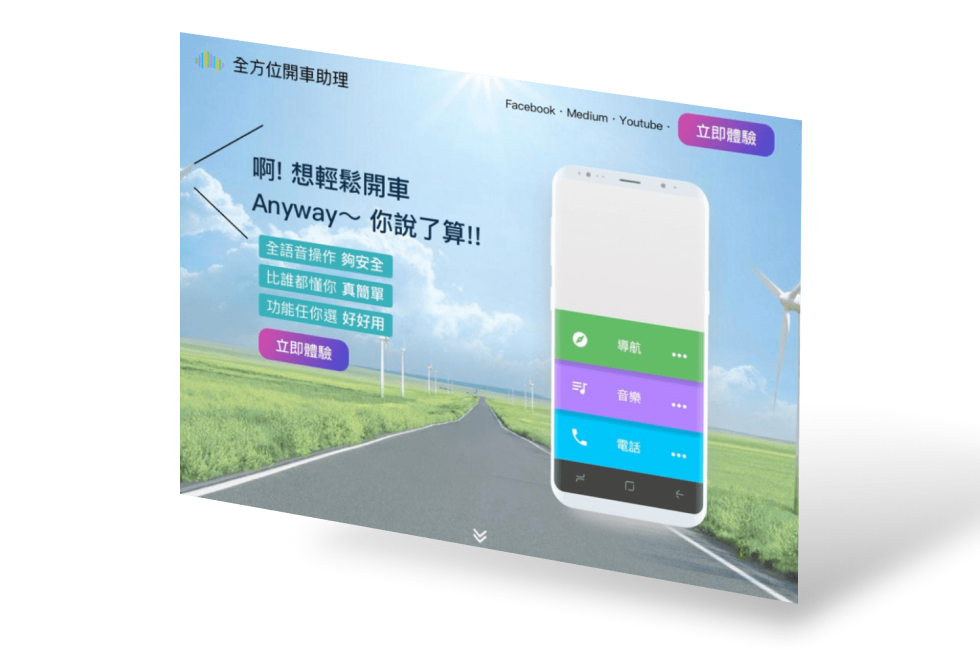 全方位開車助理
Facebook · Medium · Youtube ·
立即體驗
啊! 想輕鬆開車
Anyway～ 你說了算!!
全語音操作 夠安全
比誰都懂你 真簡單
功能任你選 好好用
立即體驗
導航
音樂
電話